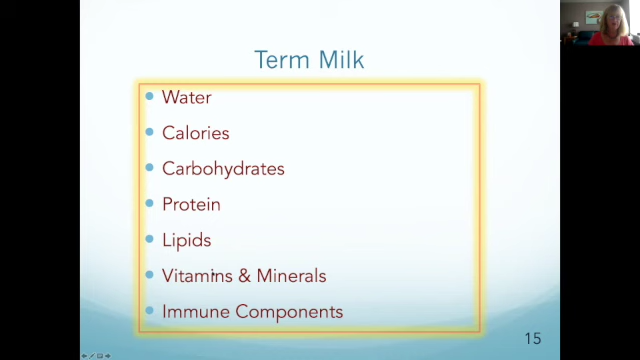 Term Milk
Water
Calories
Carbohydrates
Protein
Lipids
Vitamins & Minerals
Immune Components
15